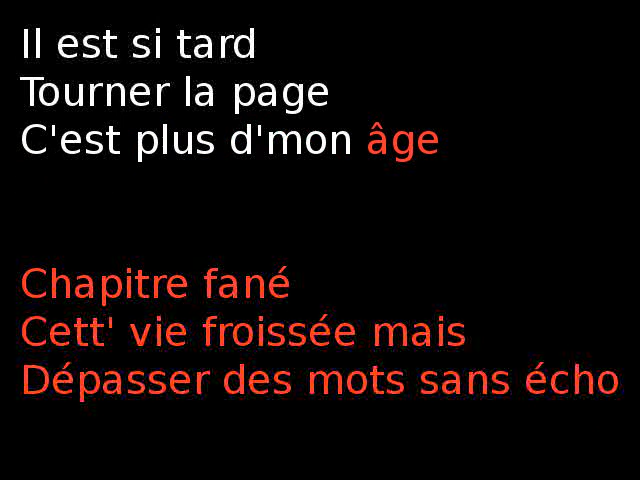 Il est si tard
Tourner la page
C'est plus d'mon âge
Chapitre fané
Cett' vie froissée mais
Dépasser des mots sans écho